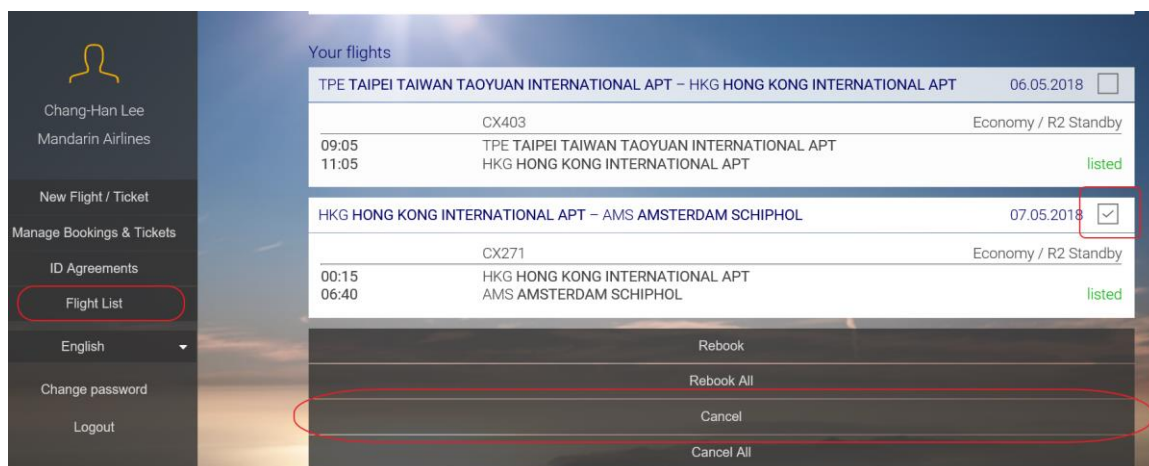 Chang-Han Lee
Mandarin Airlines
New Flight / Ticket
Manage Bookings & Tickets
ID Agreements
Flight List
English
Change password
Logout
Your flights
TPE TAIPEI TAIWAN TAOYUAN INTERNATIONAL APT – HKG HONG KONG INTERNATIONAL APT 06.05.2018
CX403 Economy / R2 Standby
09:05 TPE TAIPEI TAIWAN TAOYUAN INTERNATIONAL APT
11:05 HKG HONG KONG INTERNATIONAL APT listed
HKG HONG KONG INTERNATIONAL APT – AMS AMSTERDAM SCHIPHOL 07.05.2018
CX271 Economy / R2 Standby
00:15 HKG HONG KONG INTERNATIONAL APT
06:40 AMS AMSTERDAM SCHIPHOL listed
Rebook
Rebook All
Cancel
Cancel All